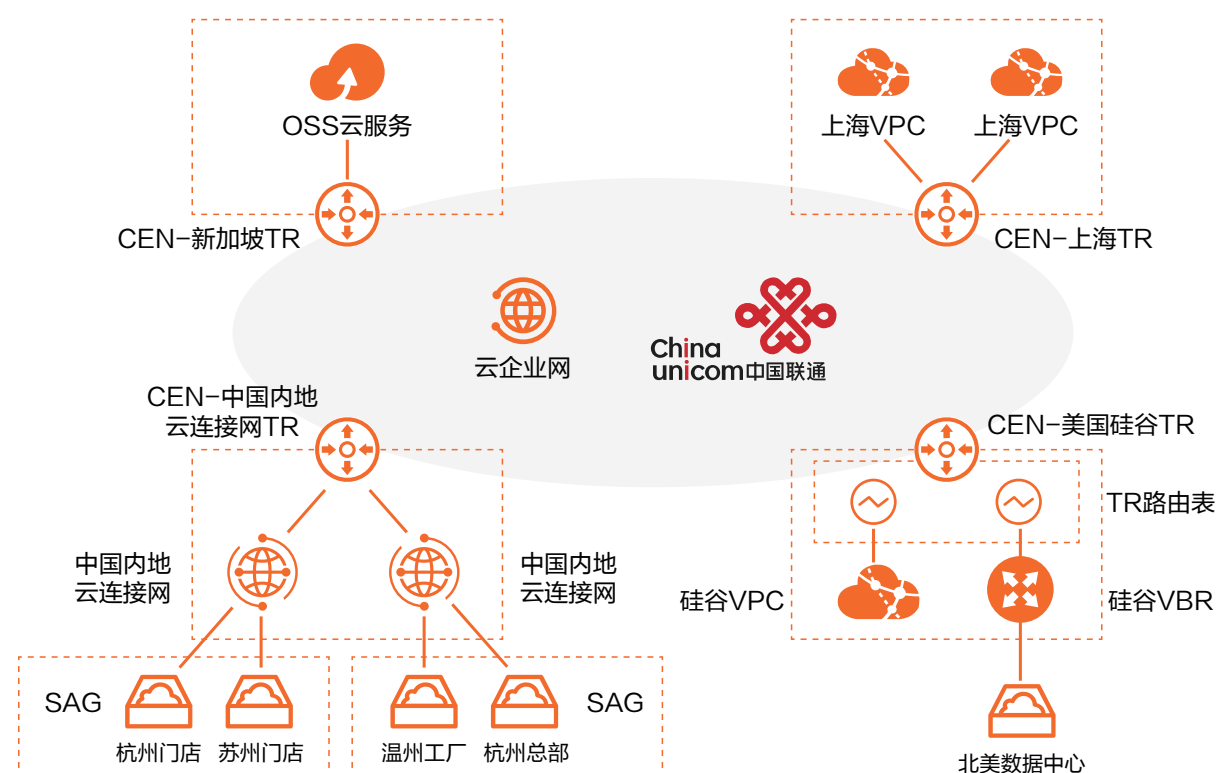 OSS云服务
上海VPC
上海VPC
CEN-新加坡TR
CEN-上海TR
云企业网
China
unicom中国联通
CEN-中国内地
云连接网TR
CEN-美国硅谷TR
TR路由表
中国内地
云连接网
中国内地
云连接网
硅谷VPC
硅谷VBR
SAG
SAG
杭州门店
苏州门店
温州工厂
杭州总部
北美数据中心